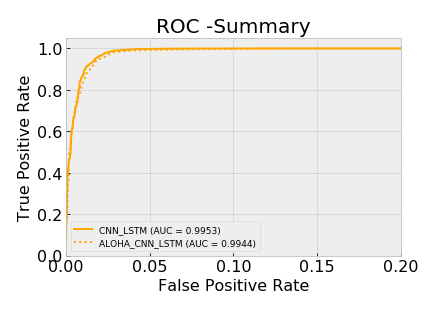 ROC -Summary
True Positive Rate
1.0
0.8
0.6
0.4
0.2
0.0
CNN_LSTM (AUC = 0.9953)
ALOHA_CNN_LSTM (AUC = 0.9944)
0.00 0.05 0.10 0.15 0.20
False Positive Rate